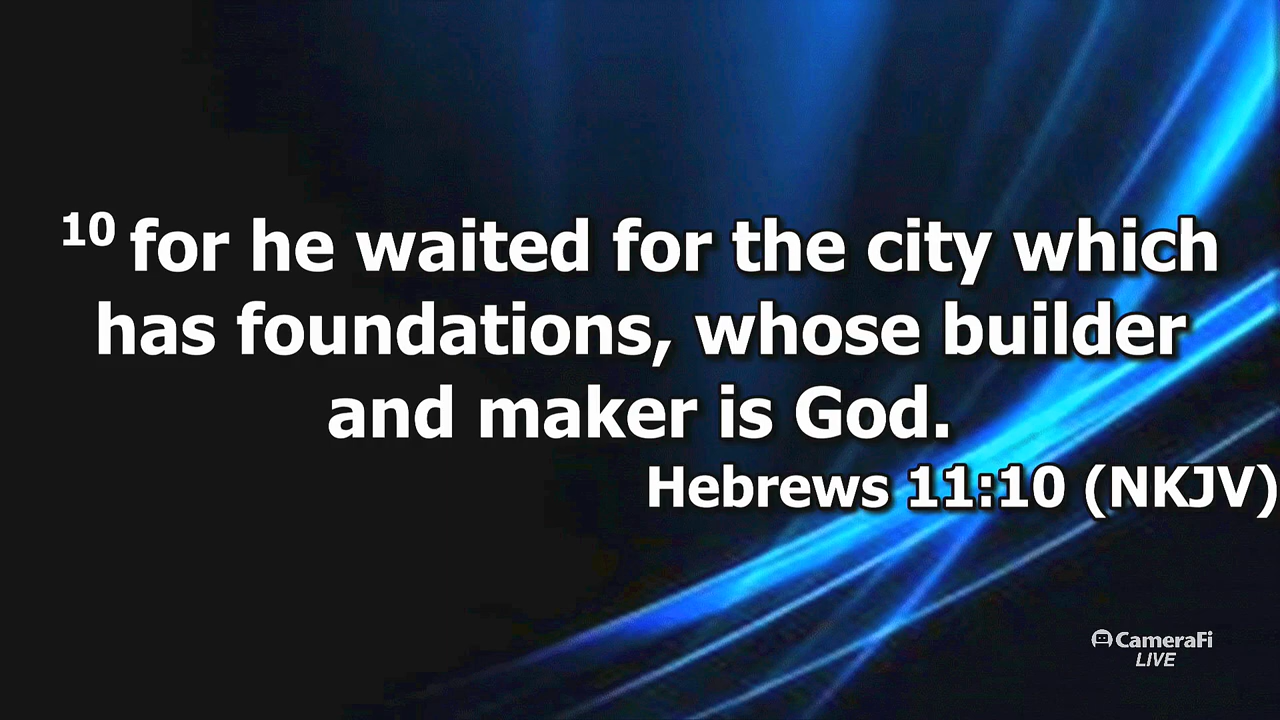 10 for he waited for the city which
has foundations, whose builder
and maker is God.
Hebrews 11:10 (NKJV)
CameraFi
LIVE